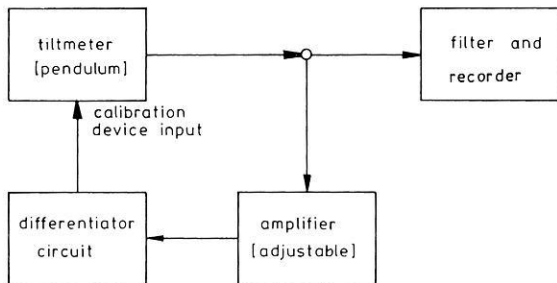 tiltmeter
[pendulum]
filter and
recorder
calibration
device input
differentiator
circuit
amplifier
[adjustable]